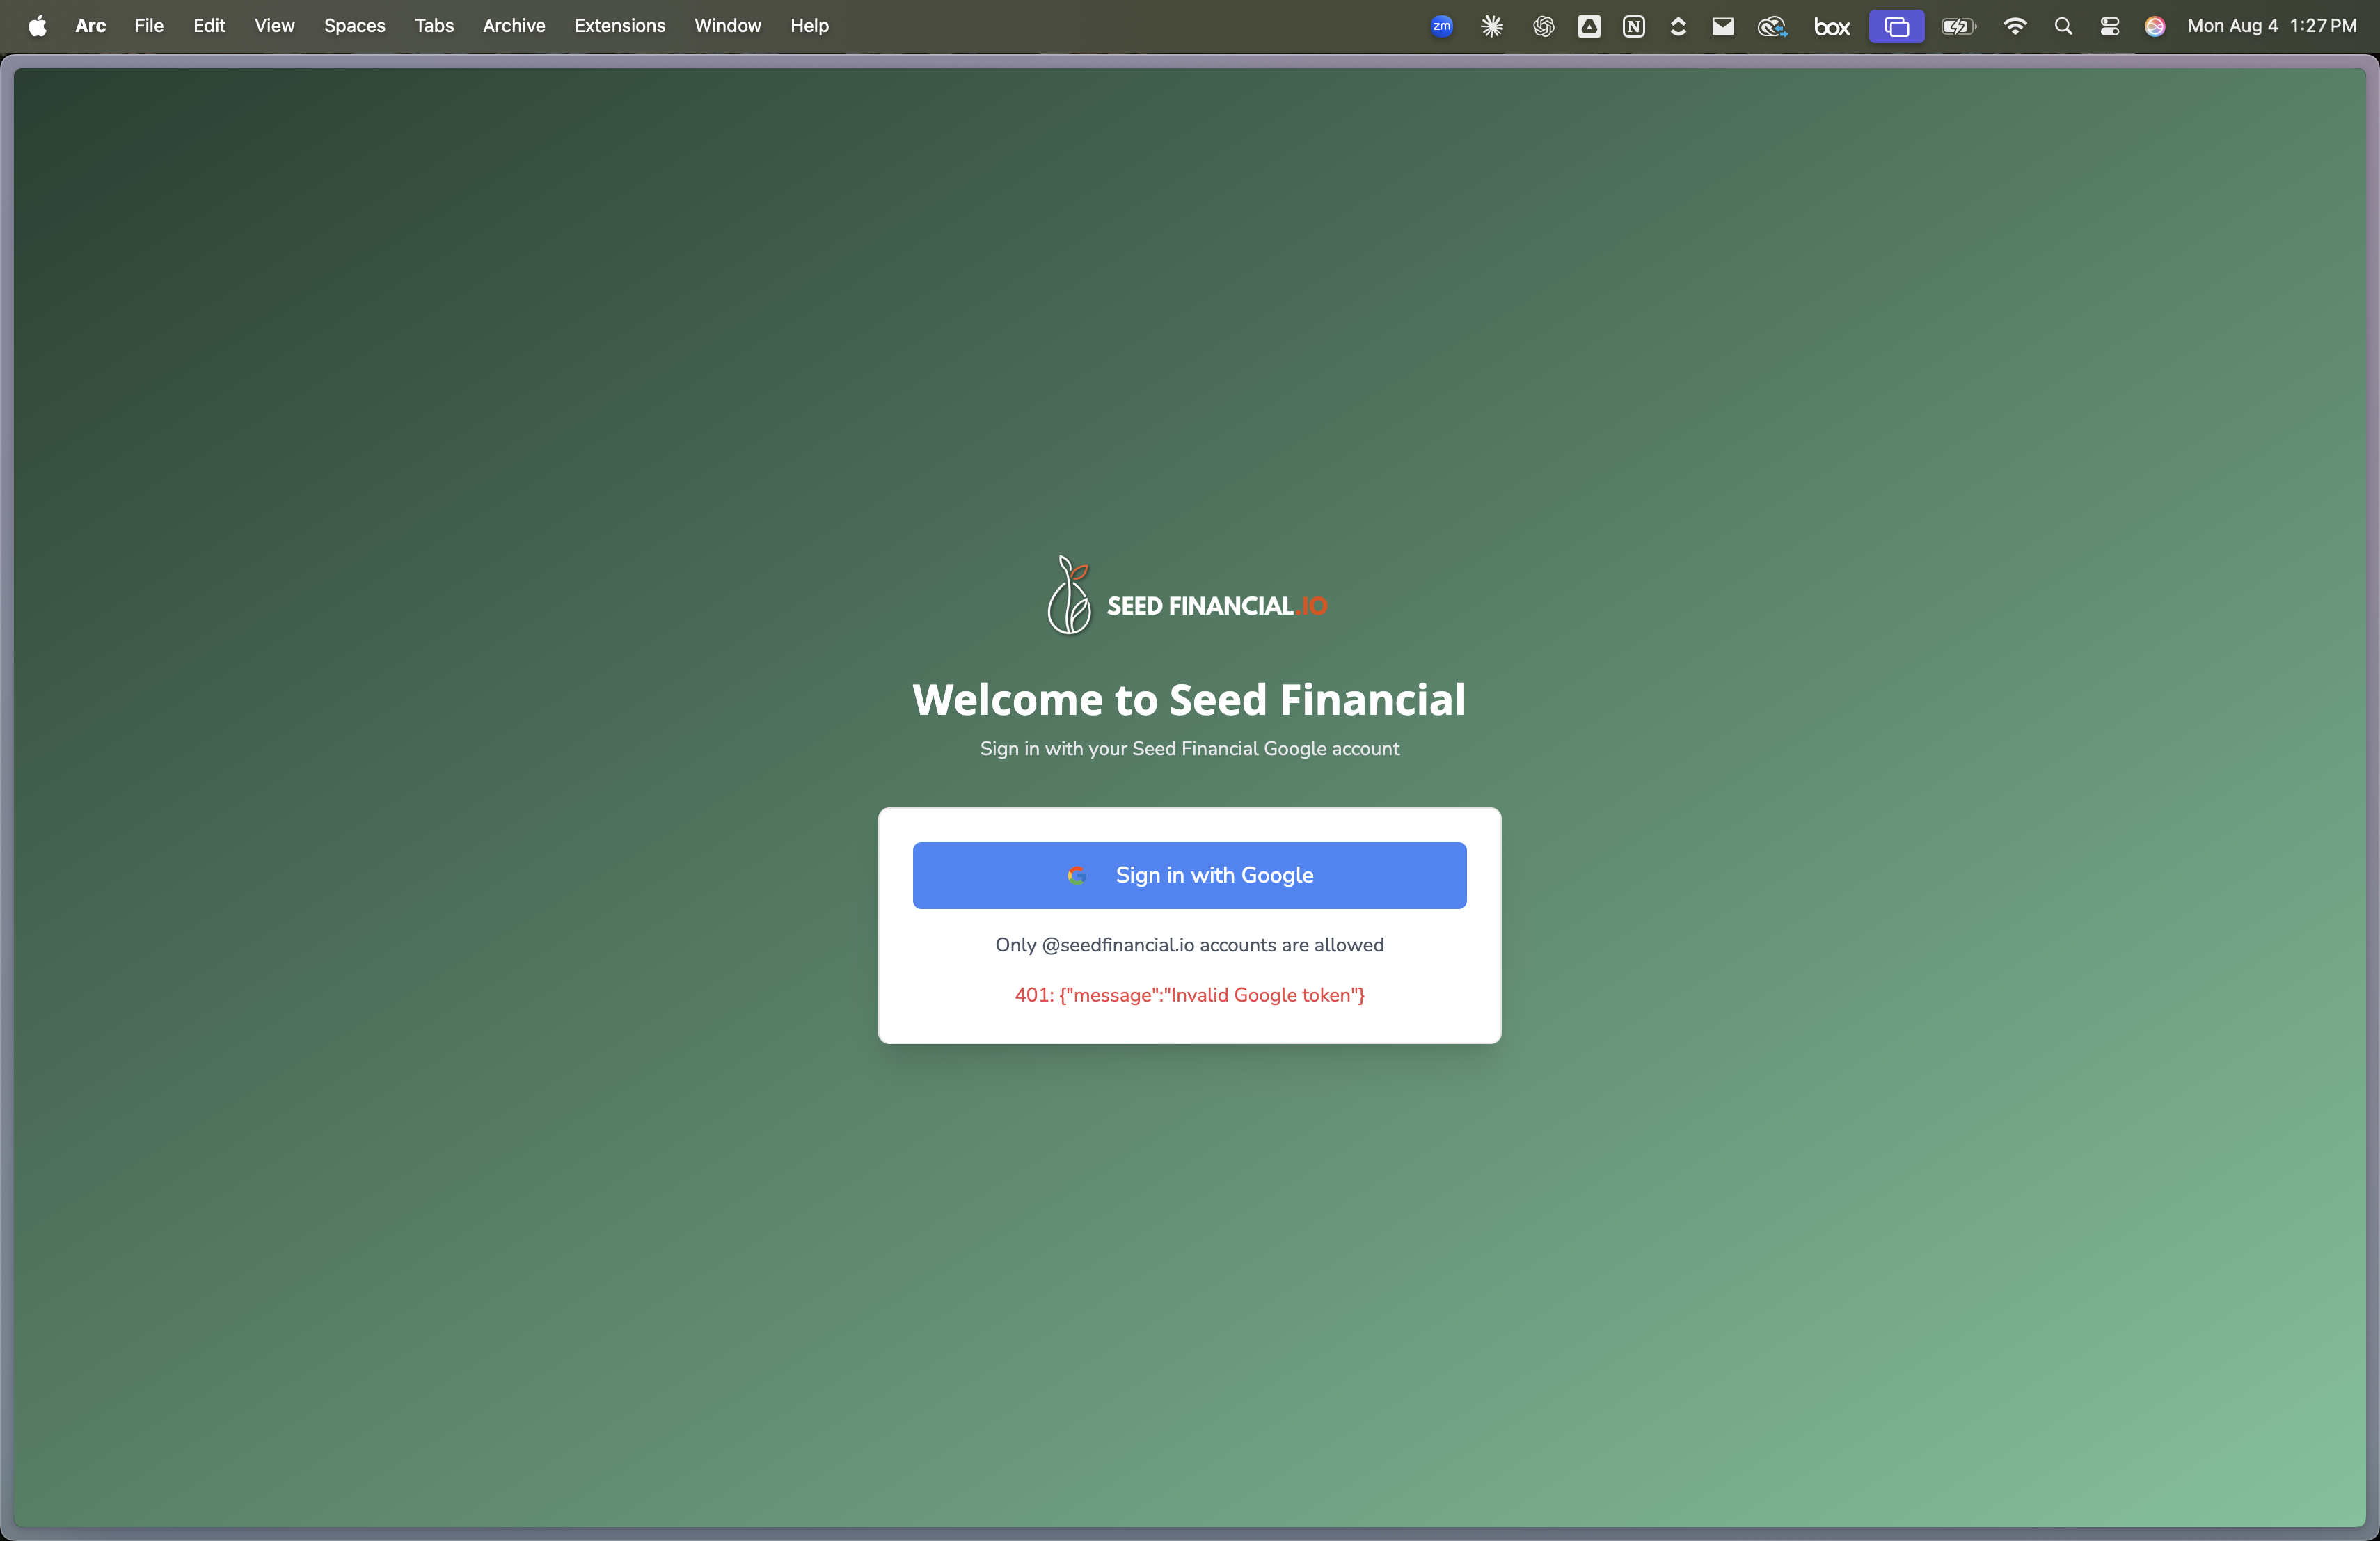 Arc File Edit View Spaces Tabs Archive Extensions Window Help zm N box Mon Aug 4 1:27 PM
SEED FINANCIAL.IO
Welcome to Seed Financial
Sign in with your Seed Financial Google account
G Sign in with Google
Only @seedfinancial.io accounts are allowed
401: {"message":"Invalid Google token"}